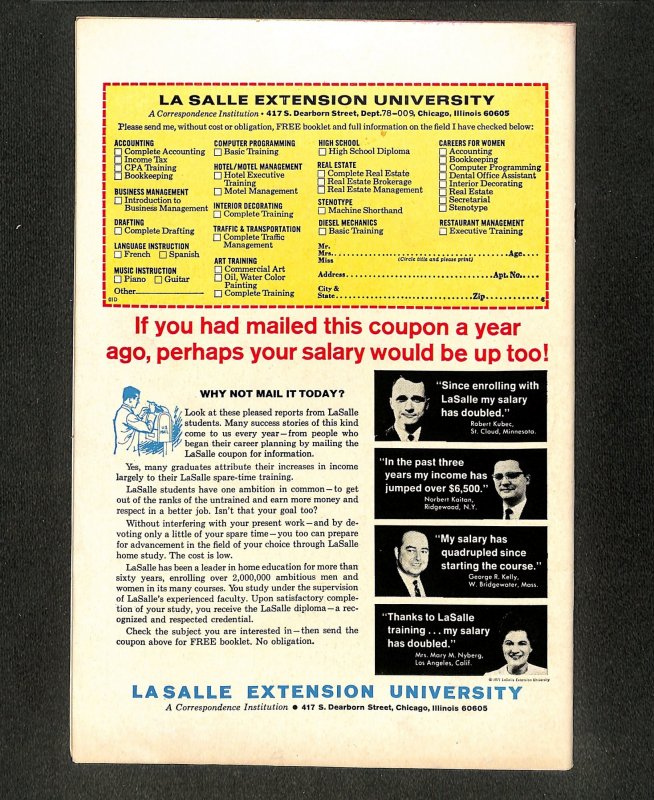 LA SALLE EXTENSION UNIVERSITY
A Correspondence Institution • 417 S. Dearborn Street, Dept. 78-009, Chicago, Illinois 60605
Please send me, without cost or obligation, FREE booklet and full information on the field I have checked below:
ACCOUNTING
Complete Accounting
Income Tax
CPA Training
Bookkeeping
BUSINESS MANAGEMENT
Introduction to
Business Management
DRAFTING
Complete Drafting
LANGUAGE INSTRUCTION
French Spanish
MUSIC INSTRUCTION
Piano Guitar
Other
COMPUTER PROGRAMMING
Basic Training
HOTEL/MOTEL MANAGEMENT
Hotel Executive
Training
Motel Management
INTERIOR DECORATING
Complete Training
TRAFFIC & TRANSPORTATION
Complete Traffic
Management
ART TRAINING
Commercial Art
Oil, Water Color
Painting
Complete Training
HIGH SCHOOL
High School Diploma
REAL ESTATE
Complete Real Estate
Real Estate Brokerage
Real Estate Management
STENOTYPE
Machine Shorthand
DIESEL MECHANICS
Basic Training
CAREERS FOR WOMEN
Accounting
Bookkeeping
Computer Programming
Dental Office Assistant
Interior Decorating
Real Estate
Secretarial
Stenotype
RESTAURANT MANAGEMENT
Executive Training
Mr.
Mrs. Age
Miss (Circle title and please print)
Address Apt. No.
City &
State Zip
If you had mailed this coupon a year
ago, perhaps your salary would be up too!
WHY NOT MAIL IT TODAY?
Look at these pleased reports from LaSalle
students. Many success stories of this kind
come to us every year—from people who
began their career planning by mailing the
LaSalle coupon for information.
Yes, many graduates attribute their increases in income
largely to their LaSalle spare-time training.
LaSalle students have one ambition in common—to get
out of the ranks of the untrained and earn more money and
respect in a better job. Isn't that your goal too?
Without interfering with your present work—and by de-
voting only a little of your spare time—you too can prepare
for advancement in the field of your choice through LaSalle
home study. The cost is low.
LaSalle has been a leader in home education for more than
sixty years, enrolling over 2,000,000 ambitious men and
women in its many courses. You study under the supervision
of LaSalle's experienced faculty. Upon satisfactory comple-
tion of your study, you receive the LaSalle diploma—a rec-
ognized and respected credential.
Check the subject you are interested in—then send the
coupon above for FREE booklet. No obligation.
"Since enrolling with
LaSalle my salary
has doubled."
Robert Kubec,
St. Cloud, Minnesota.
"In the past three
years my income has
jumped over $6,500."
Norbert Kaitan,
Ridgewood, N.Y.
"My salary has
quadrupled since
starting the course."
George R. Kelly,
W. Bridgewater, Mass.
"Thanks to LaSalle
training . . . my salary
has doubled."
Mrs. Mary M. Nyberg,
Los Angeles, Calif.
© 1971 LaSalle Extension University
LA SALLE EXTENSION UNIVERSITY
A Correspondence Institution • 417 S. Dearborn Street, Chicago, Illinois 60605